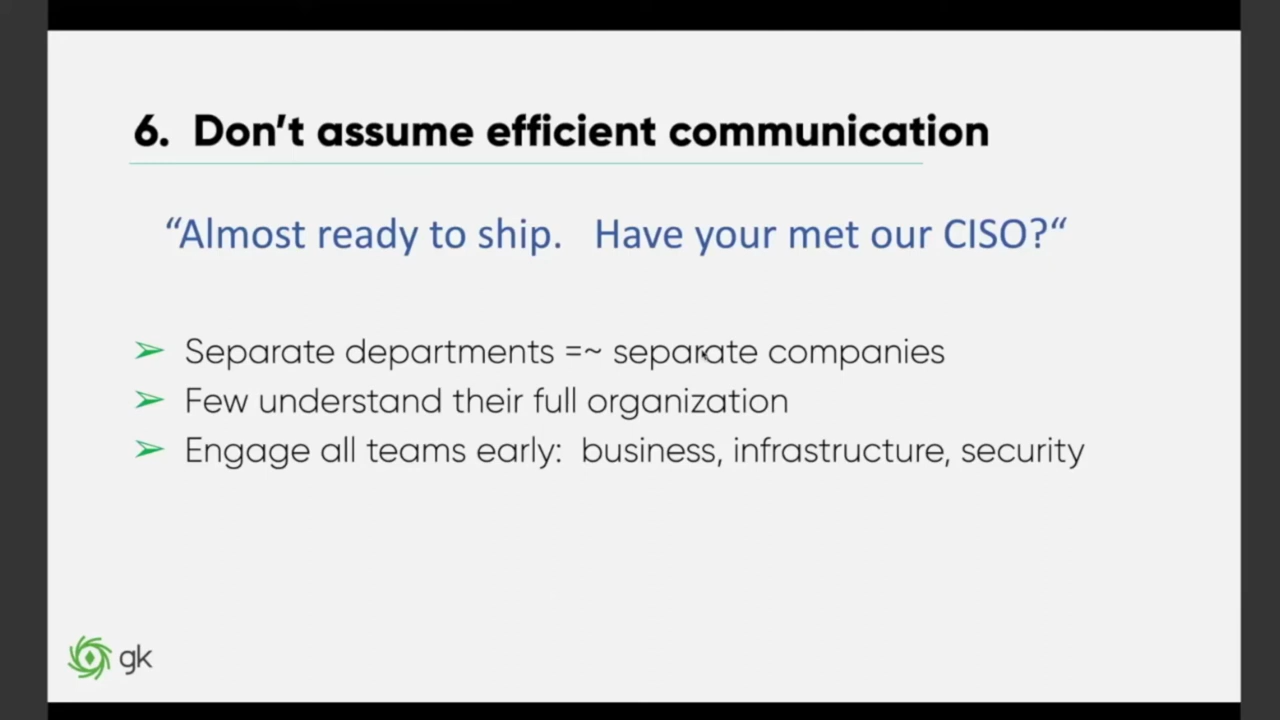 6. Don’t assume efficient communication
“Almost ready to ship. Have your met our CISO?“
➢ Separate departments =~ separate companies
➢ Few understand their full organization
➢ Engage all teams early: business, infrastructure, security
gk